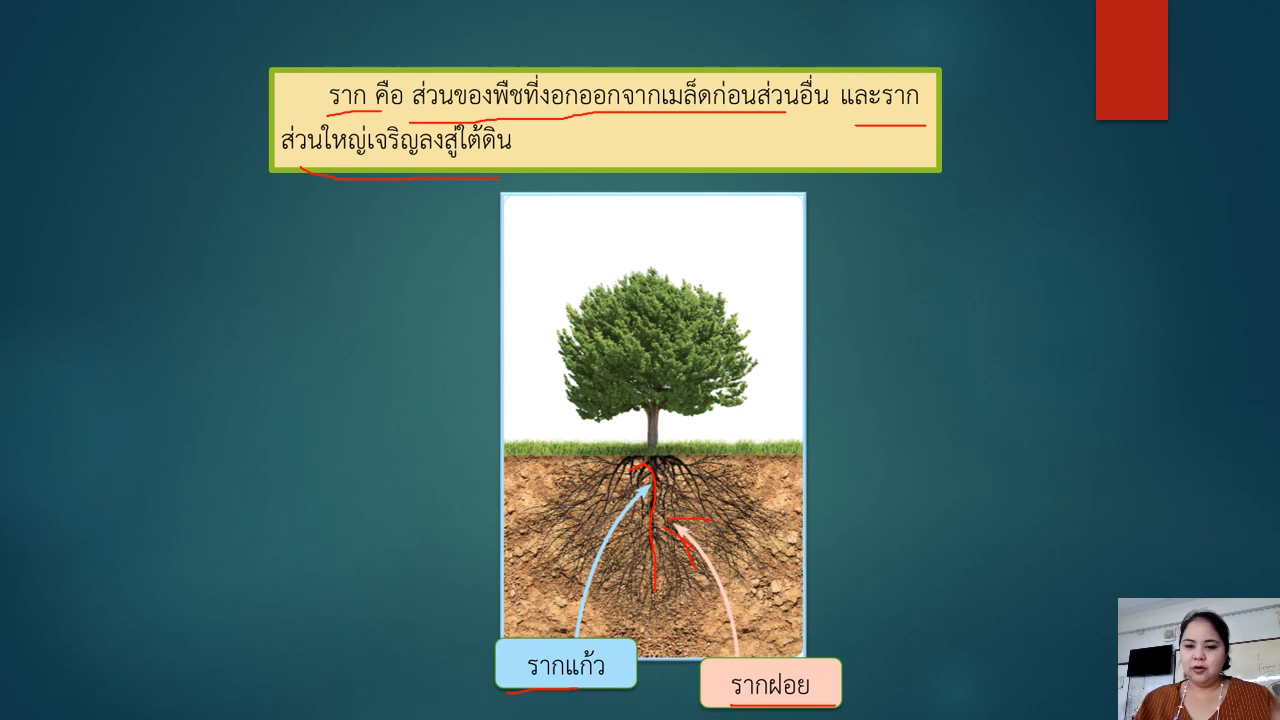 ราก คือ ส่วนของพืชที่งอกออกจากเมล็ดก่อนส่วนอื่น และราก
ส่วนใหญ่เจริญลงสู่ใต้ดิน
รากแก้ว
รากฝอย